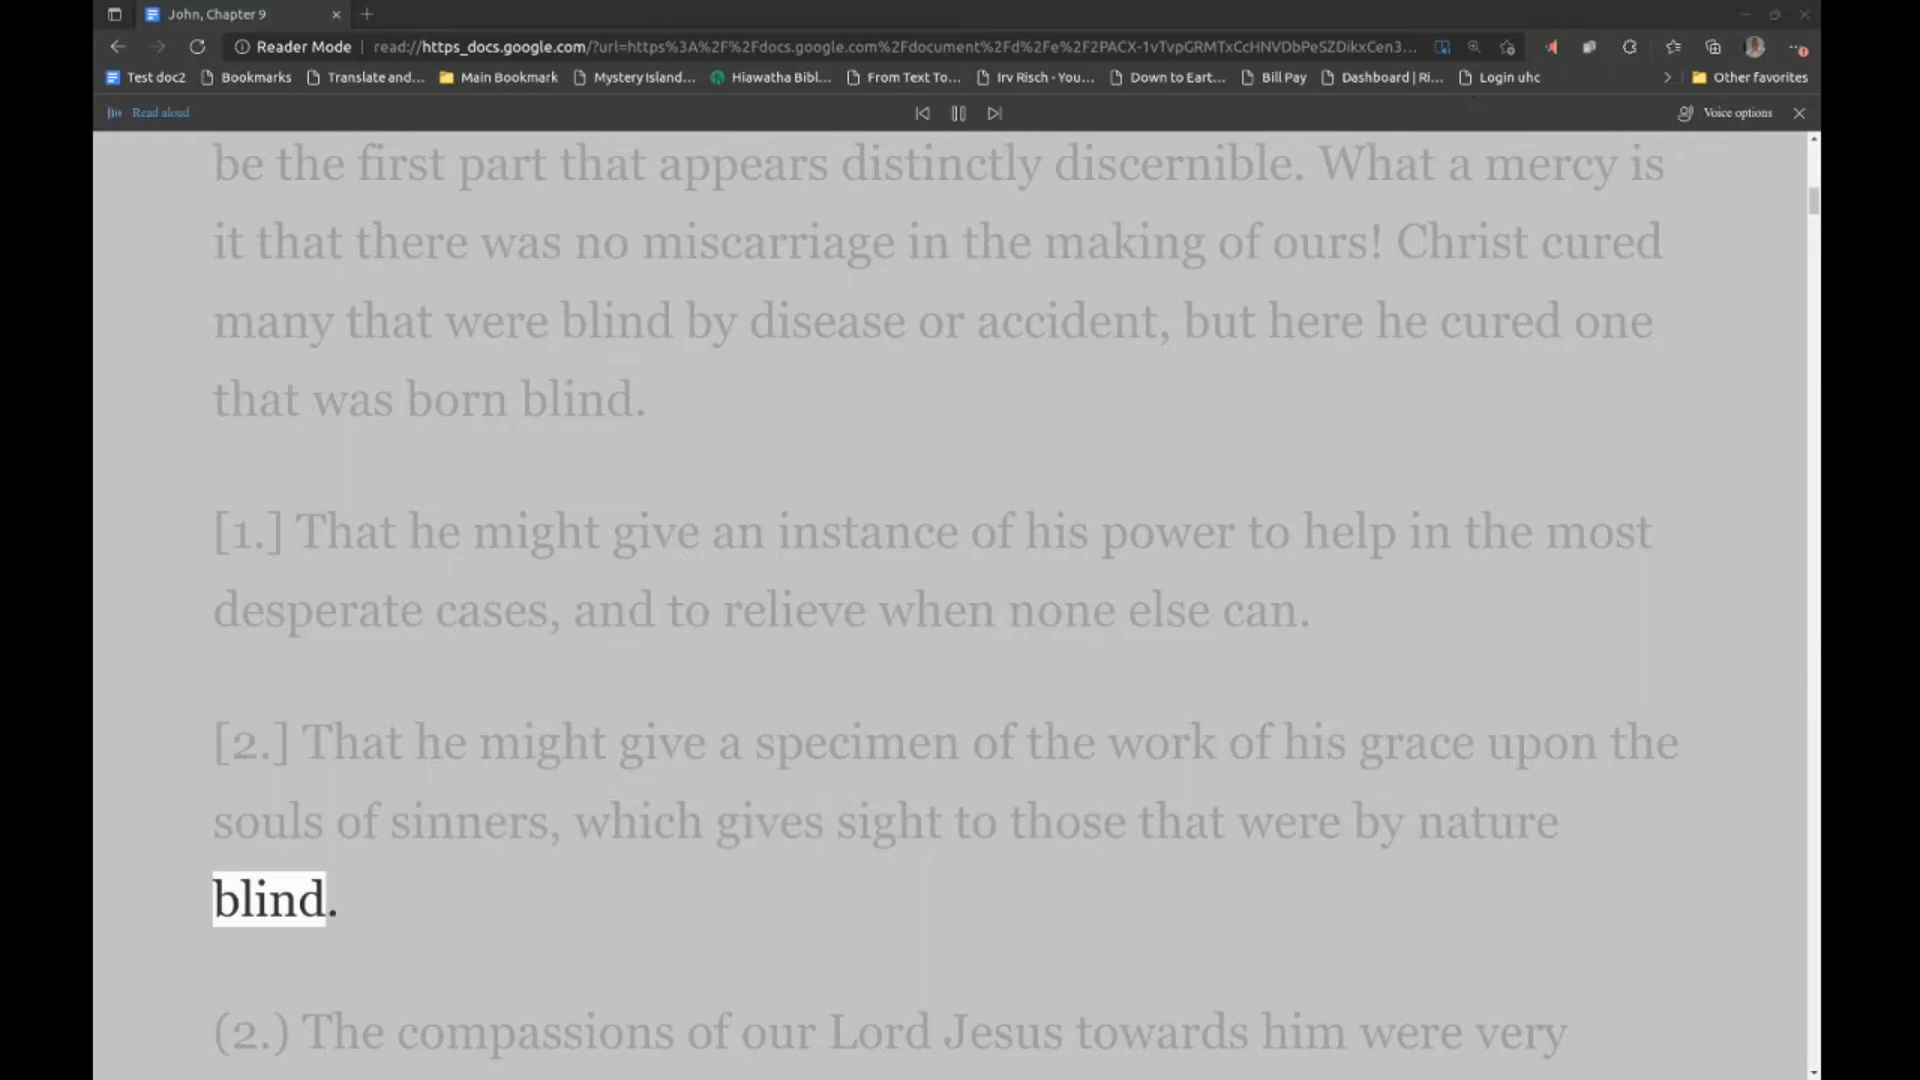 John, Chapter 9
Reader Mode | read://https_docs.google.com/?url=https%3A%2F%2Fdocs.google.com%2Fdocument%2Fd%2Fe%2F2PACX-1vTvpGRMTxCcHNVDbPeSZDikxCen3...
Test doc2 Bookmarks Translate and... Main Bookmark Mystery Island... Hiawatha Bibl... From Text To... Irv Risch - You... Down to Eart... Bill Pay Dashboard | Ri... Login uhc Other favorites
Read aloud Voice options
be the first part that appears distinctly discernible. What a mercy is
it that there was no miscarriage in the making of ours! Christ cured
many that were blind by disease or accident, but here he cured one
that was born blind.
[1.] That he might give an instance of his power to help in the most
desperate cases, and to relieve when none else can.
[2.] That he might give a specimen of the work of his grace upon the
souls of sinners, which gives sight to those that were by nature
blind.
(2.) The compassions of our Lord Jesus towards him were very